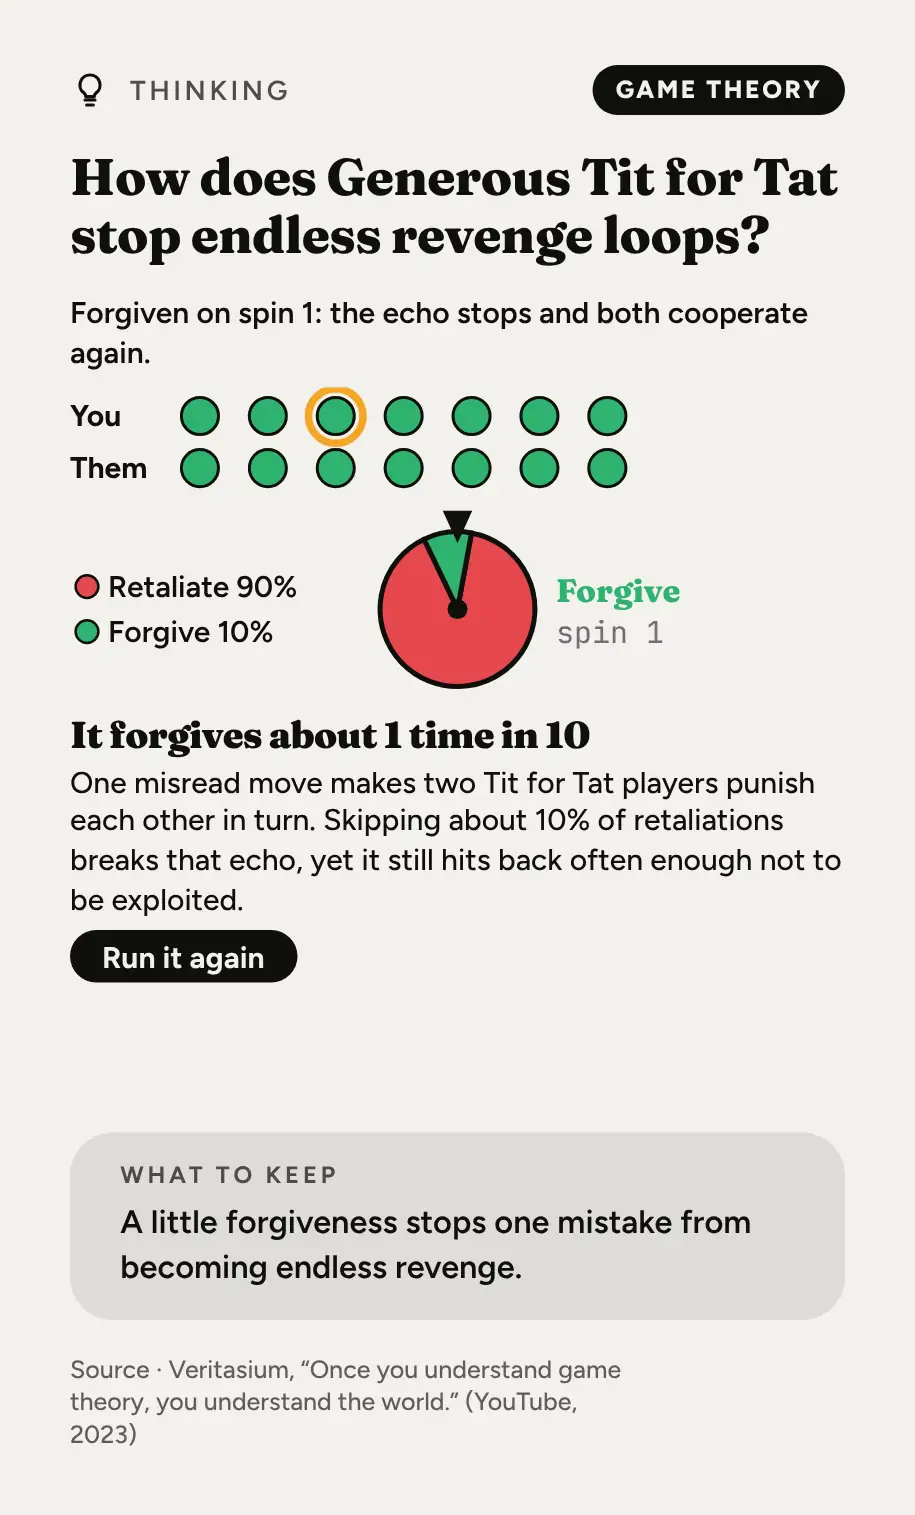 THINKING
GAME THEORY
How does Generous Tit for Tat
stop endless revenge loops?
Forgiven on spin 1: the echo stops and both cooperate
again.
You
Them
Retaliate 90%
Forgive 10%
Forgive
spin 1
It forgives about 1 time in 10
One misread move makes two Tit for Tat players punish
each other in turn. Skipping about 10% of retaliations
breaks that echo, yet it still hits back often enough not to
be exploited.
Run it again
WHAT TO KEEP
A little forgiveness stops one mistake from
becoming endless revenge.
Source · Veritasium, “Once you understand game
theory, you understand the world.” (YouTube,
2023)